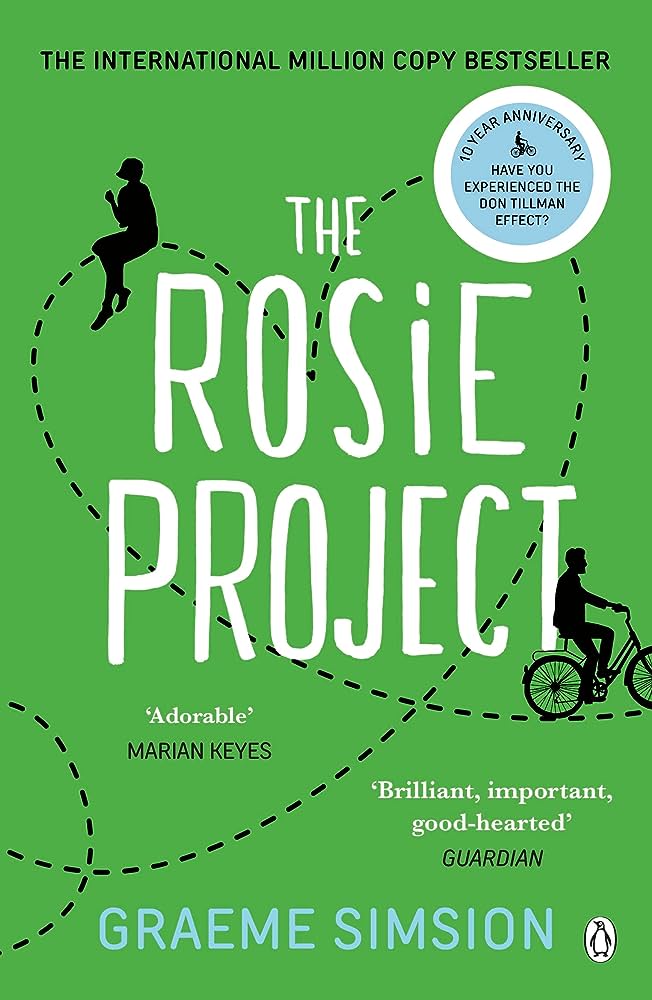 THE INTERNATIONAL MILLION COPY BESTSELLER
10 YEAR ANNIVERSARY
HAVE YOU
EXPERIENCED THE
DON TILLMAN
EFFECT?
THE
ROSiE
PROJECT
‘Adorable’
MARIAN KEYES
‘Brilliant, important,
good-hearted’
GUARDIAN
GRAEME SIMSION